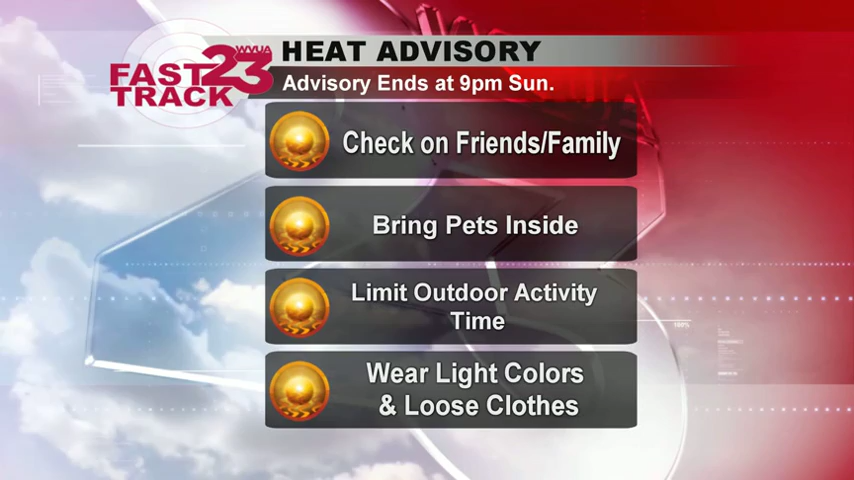 WVUA
23
FAST
TRACK
HEAT ADVISORY
Advisory Ends at 9pm Sun.
Check on Friends/Family
Bring Pets Inside
Limit Outdoor Activity
Time
Wear Light Colors
& Loose Clothes
100%